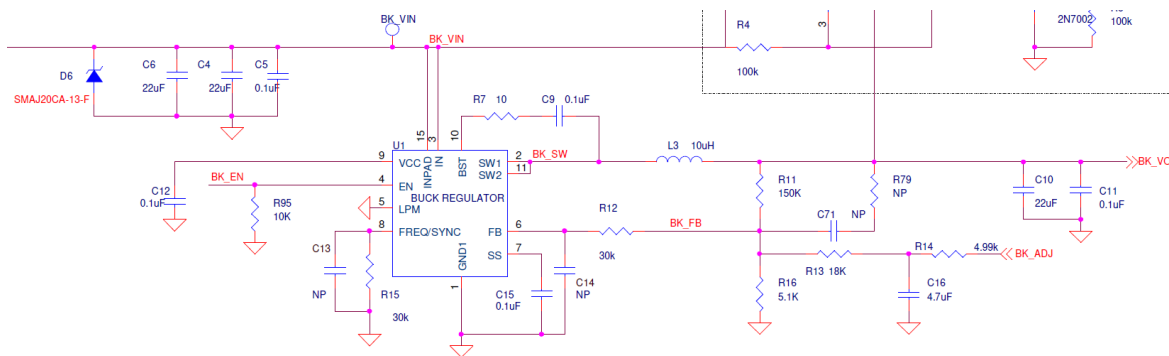 BK_VIN
BK_VIN
R4
100k
3
2N7002
100k
D6
SMAJ20CA-13-F
C6
22uF
C4
22uF
C5
0.1uF
R7 10
C9
0.1uF
U1
15
3
10
INPAD
IN
BST
9
VCC
4
EN
5
LPM
8
FREQ/SYNC
BUCK REGULATOR
SW1
2
SW2
11
FB
6
SS
7
GND1
1
BK_SW
L3 10uH
BK_EN
C12
0.1uF
R95
10K
C13
NP
R15
30k
C15
0.1uF
C14
NP
R12
30k
BK_FB
R11
150K
R79
NP
C71
NP
R13 18K
R14
4.99k
BK_ADJ
R16
5.1K
C16
4.7uF
C10
22uF
C11
0.1uF